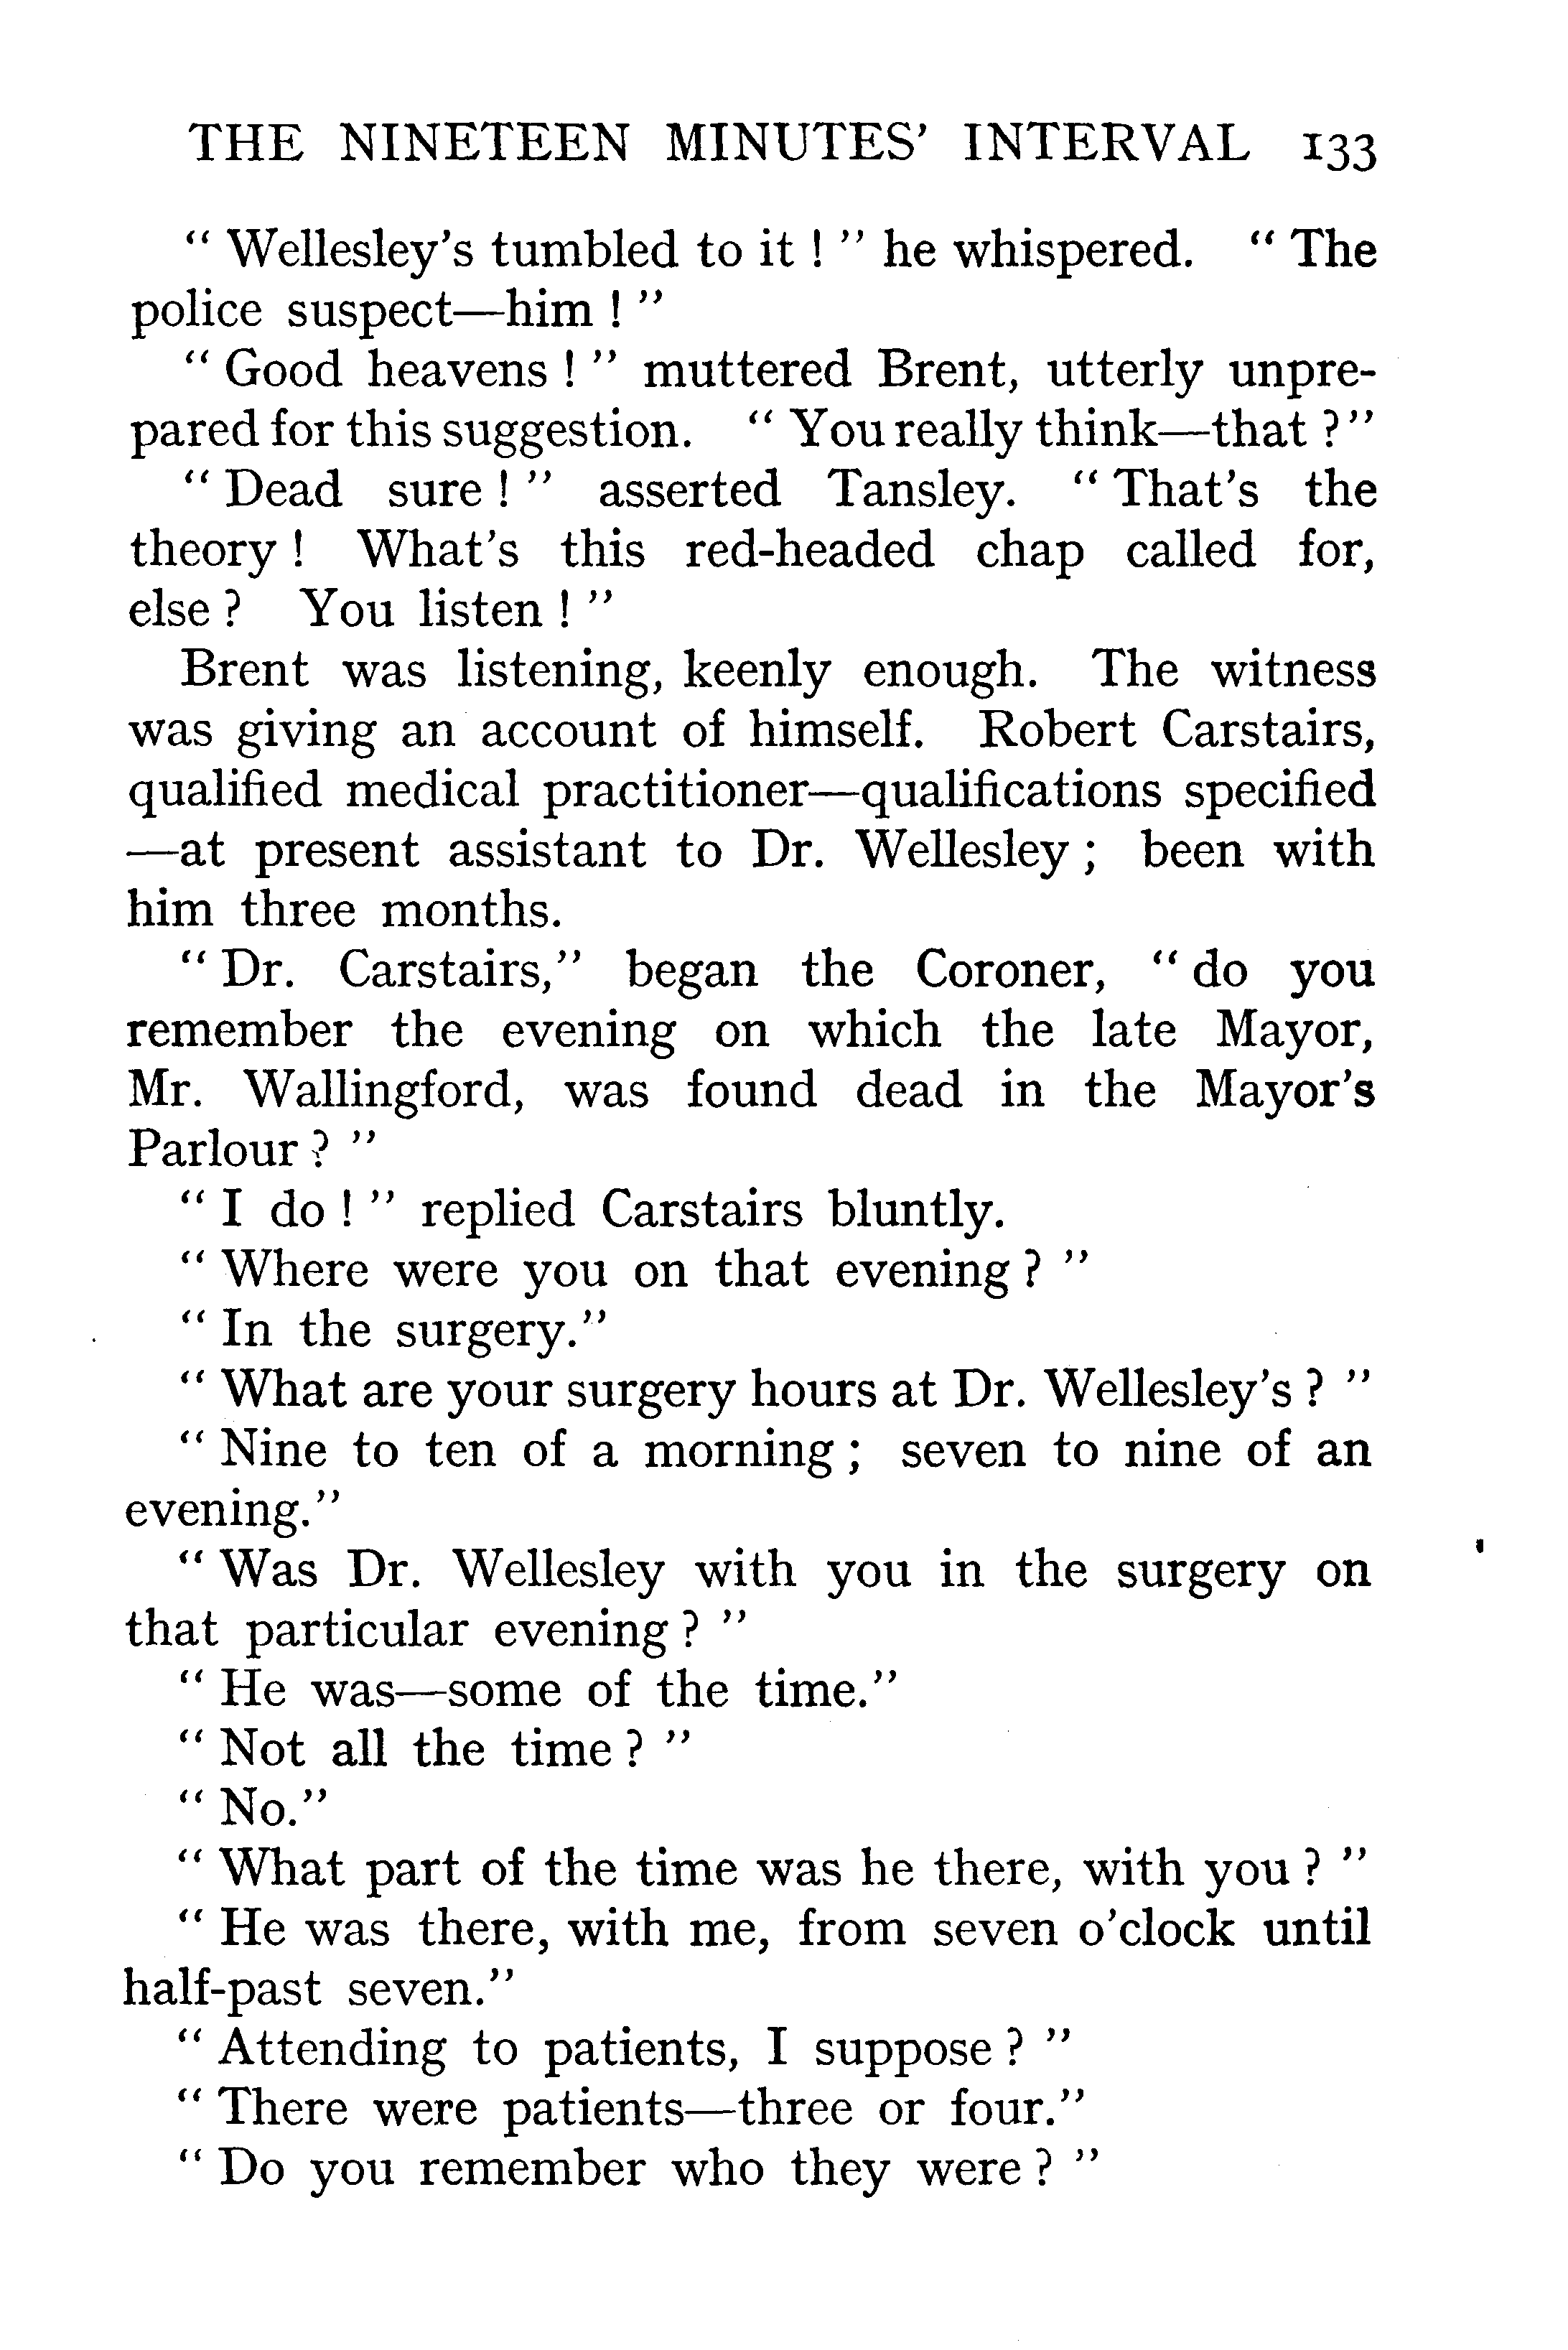 THE NINETEEN MINUTES' INTERVAL 133
“ Wellesley's tumbled to it ! ” he whispered. “ The
police suspect—him ! ”
“ Good heavens ! ” muttered Brent, utterly unpre-
pared for this suggestion. “ You really think—that ? ”
“ Dead sure ! ” asserted Tansley. “ That's the
theory ! What's this red-headed chap called for,
else ? You listen ! ”
Brent was listening, keenly enough. The witness
was giving an account of himself. Robert Carstairs,
qualified medical practitioner—qualifications specified
—at present assistant to Dr. Wellesley ; been with
him three months.
“ Dr. Carstairs,” began the Coroner, “ do you
remember the evening on which the late Mayor,
Mr. Wallingford, was found dead in the Mayor's
Parlour ? ”
“ I do ! ” replied Carstairs bluntly.
“ Where were you on that evening ? ”
“ In the surgery.”
“ What are your surgery hours at Dr. Wellesley's ? ”
“ Nine to ten of a morning ; seven to nine of an
evening.”
“ Was Dr. Wellesley with you in the surgery on
that particular evening ? ”
“ He was—some of the time.”
“ Not all the time ? ”
“ No.”
“ What part of the time was he there, with you ? ”
“ He was there, with me, from seven o'clock until
half-past seven.”
“ Attending to patients, I suppose ? ”
“ There were patients—three or four.”
“ Do you remember who they were ? ”